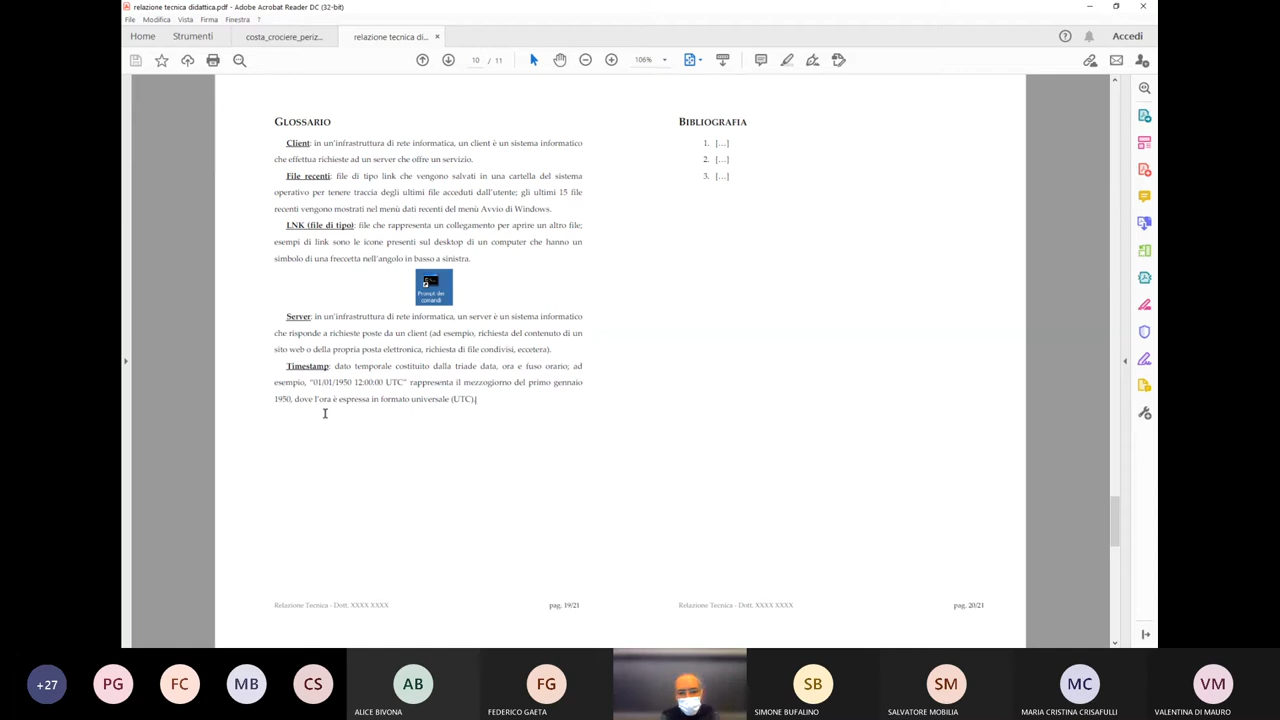 relazione tecnica didattica.pdf - Adobe Acrobat Reader DC (32-bit)
File Modifica Vista Firma Finestra ?
Home Strumenti costa_crociere_periz... relazione tecnica di... × Accedi
10 / 11 106%
GLOSSARIO
Client: in un'infrastruttura di rete informatica, un client è un sistema informatico
che effettua richieste ad un server che offre un servizio.
File recenti: file di tipo link che vengono salvati in una cartella del sistema
operativo per tenere traccia degli ultimi file acceduti dall'utente; gli ultimi 15 file
recenti vengono mostrati nel menù dati recenti del menù Avvio di Windows.
LNK (file di tipo): file che rappresenta un collegamento per aprire un altro file;
esempi di link sono le icone presenti sul desktop di un computer che hanno un
simbolo di una freccetta nell'angolo in basso a sinistra.
Prompt dei
comandi
Server: in un'infrastruttura di rete informatica, un server è un sistema informatico
che risponde a richieste poste da un client (ad esempio, richiesta del contenuto di un
sito web o della propria posta elettronica, richiesta di file condivisi, eccetera).
Timestamp: dato temporale costituito dalla triade data, ora e fuso orario; ad
esempio, "01/01/1950 12:00:00 UTC" rappresenta il mezzogiorno del primo gennaio
1950, dove l'ora è espressa in formato universale (UTC).
Relazione Tecnica - Dott. XXXX XXXX pag. 19/21
BIBLIOGRAFIA
1. [...]
2. [...]
3. [...]
Relazione Tecnica - Dott. XXXX XXXX pag. 20/21
+27 PG FC MB CS AB FG SB SM MC VM
ALICE BIVONA FEDERICO GAETA SIMONE BUFALINO SALVATORE MOBILIA MARIA CRISTINA CRISAFULLI VALENTINA DI MAURO